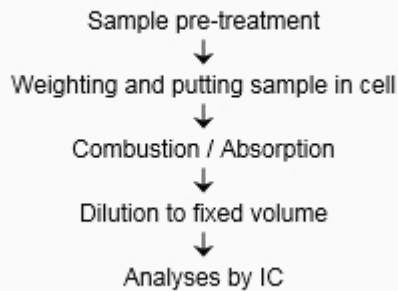 Sample pre-treatment
↓
Weighting and putting sample in cell
↓
Combustion / Absorption
↓
Dilution to fixed volume
↓
Analyses by IC